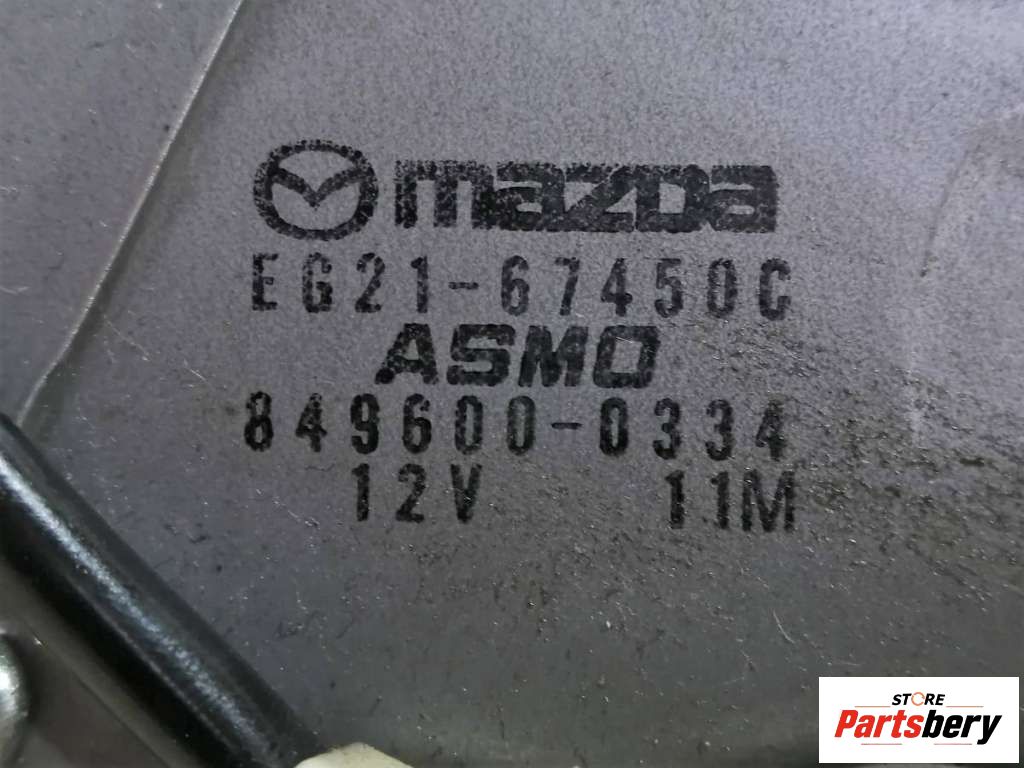 mazda
EG21-67450C
ASMO
849600-0334
12V 11M
STORE
Partsbery